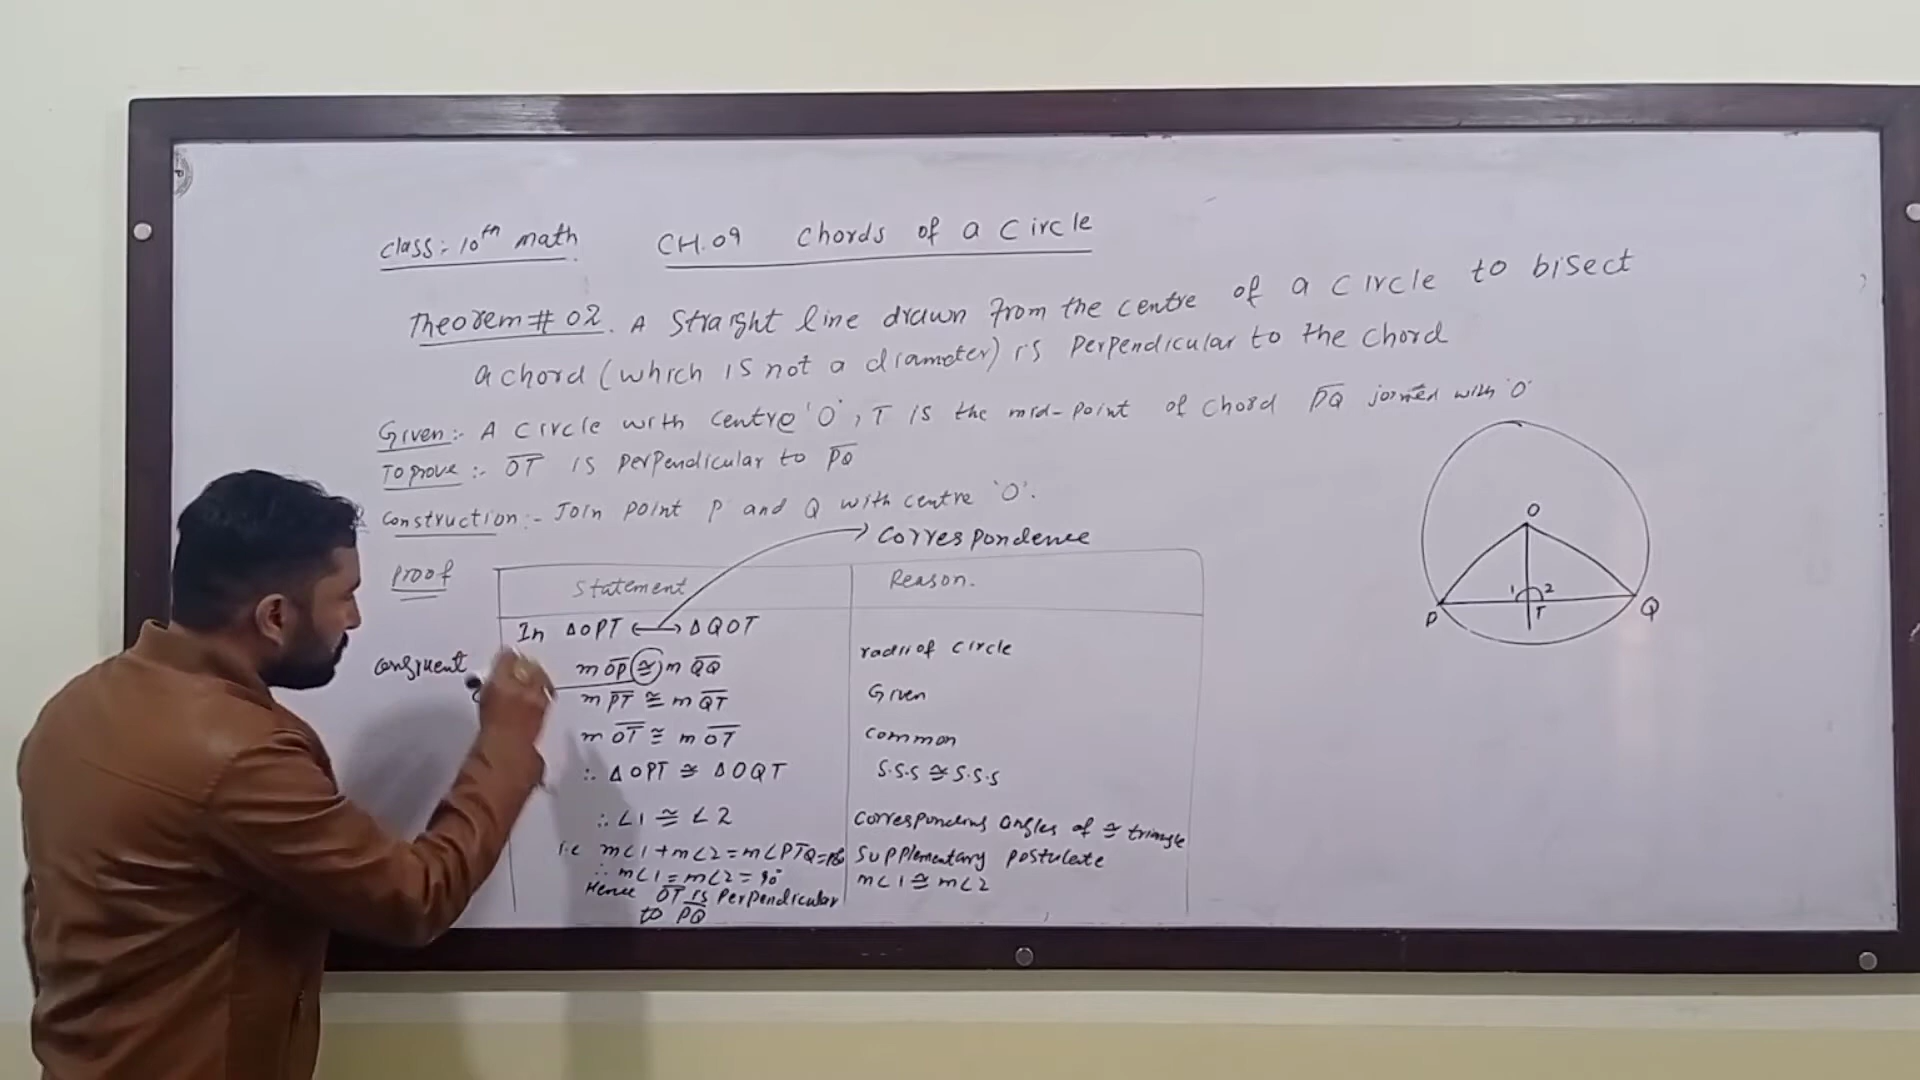 class:- 10th math CH.09 Chords of a Circle
Theorem # 02. A Straight line drawn from the centre of a circle to bisect
a chord (which is not a diameter) is perpendicular to the chord
Given:- A circle with centre 'O', T is the mid-point of chord PQ joined with 'O'
To prove:- OT is perpendicular to PQ
Construction:- Join point P and Q with centre 'O'.
Correspondence
Proof
Statement Reason.
In ΔOPT ↔ ΔQOT
congruent m OP ≅ m QQ radii of circle
m PT ≅ m QT Given
m OT ≅ m OT common
∴ ΔOPT ≅ ΔOQT S.S.S ≅ S.S.S
∴ ∠1 ≅ ∠2 corresponding angles of ≅ triangle
i.e m∠1 + m∠2 = m∠PTQ = Supplementary postulate
∴ m∠1 = m∠2 = 90° m∠1 ≅ m∠2
Hence OT is perpendicular
to PQ
O
1 2
P T Q